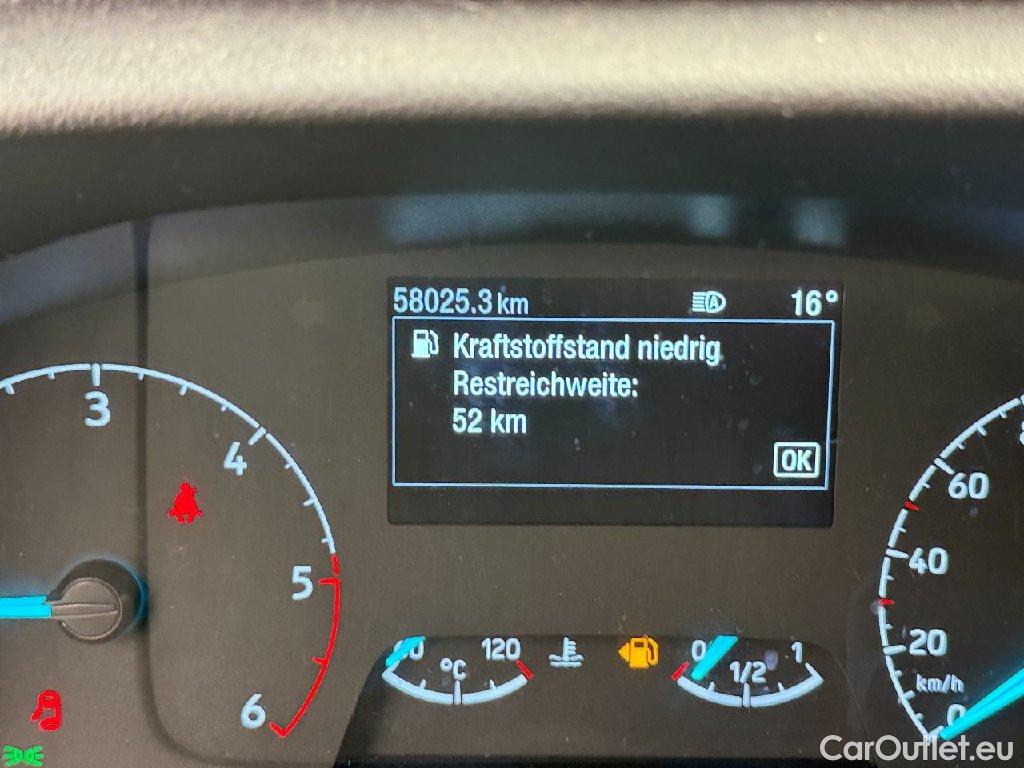 58025.3 km 16°
Kraftstoffstand niedrig
Restreichweite:
52 km
OK
3
4
5
6
120
°C
0
1/2
1
60
40
20
km/h
0
CarOutlet.eu